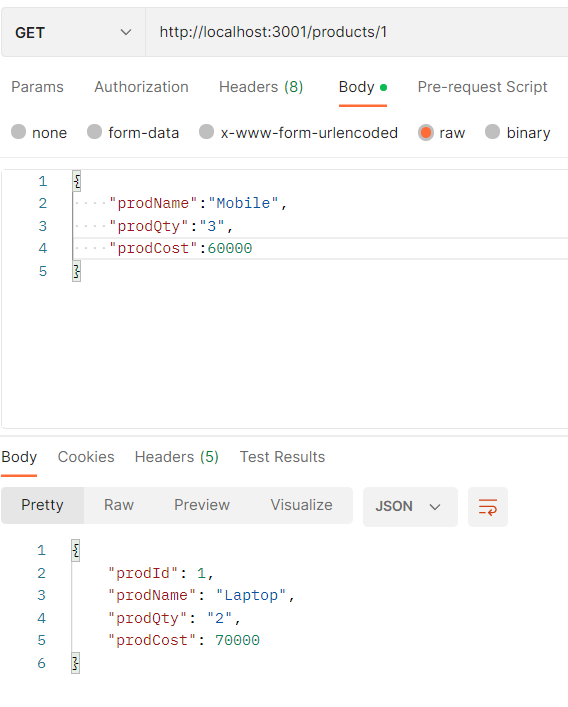 GET http://localhost:3001/products/1
Params Authorization Headers (8) Body Pre-request Script
none form-data x-www-form-urlencoded raw binary
1 {
2 "prodName":"Mobile",
3 "prodQty":"3",
4 "prodCost":60000
5 }
Body Cookies Headers (5) Test Results
Pretty Raw Preview Visualize JSON
1 {
2 "prodId": 1,
3 "prodName": "Laptop",
4 "prodQty": "2",
5 "prodCost": 70000
6 }